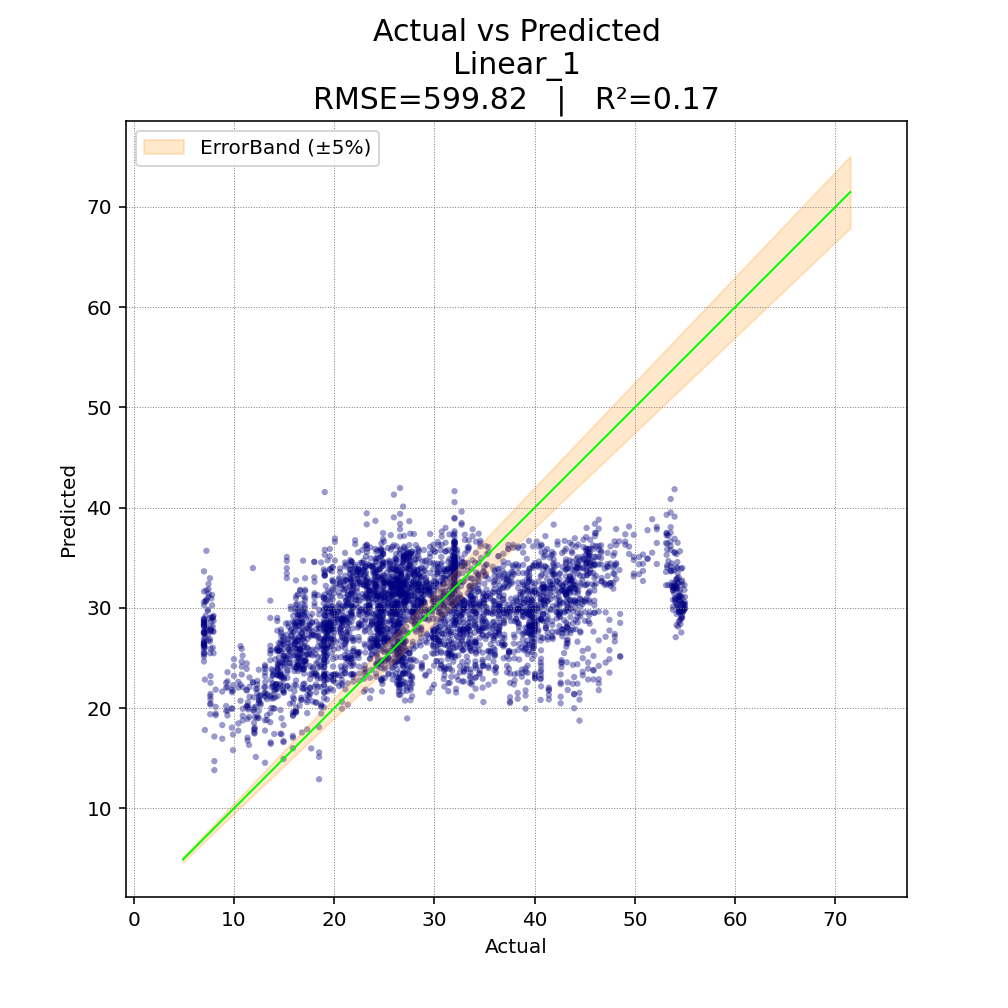 Actual vs Predicted
Linear_1
RMSE=599.82   |   R²=0.17
ErrorBand (±5%)
70
60
50
40
30
20
10
Predicted
0 10 20 30 40 50 60 70
Actual